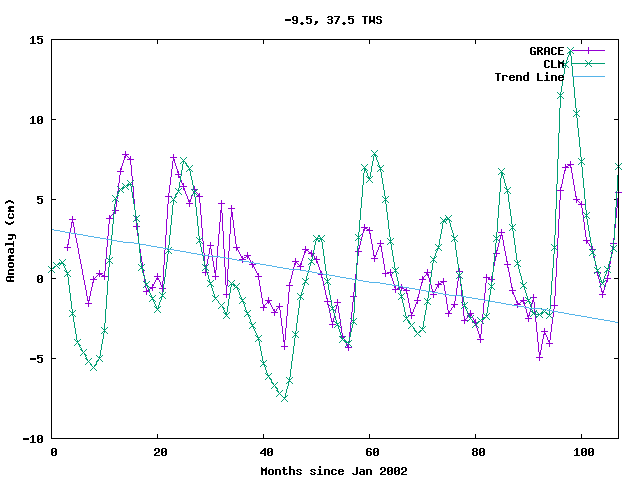 -9.5, 37.5 TWS
15
10
5
0
-5
-10
Anomaly (cm)
GRACE
CLM
Trend Line
0 20 40 60 80 100
Months since Jan 2002